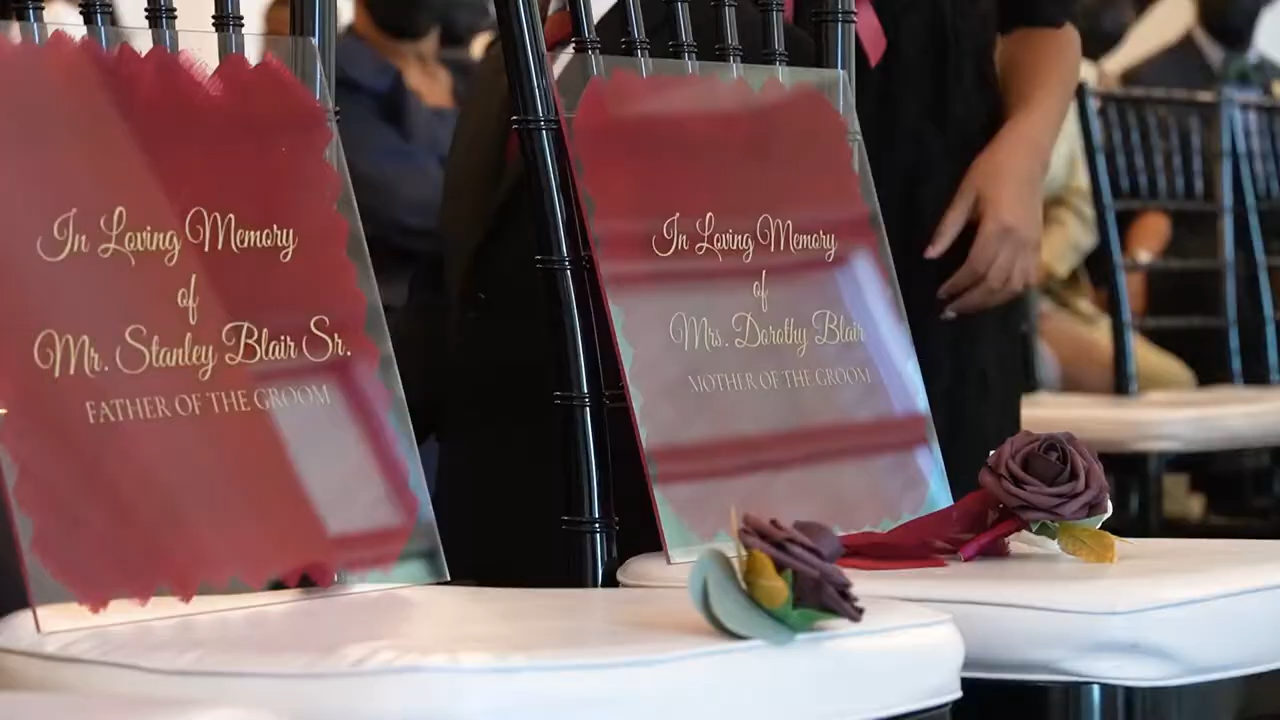 In Loving Memory
of
Mr. Stanley Blair Sr.
FATHER OF THE GROOM
In Loving Memory
of
Mrs. Dorothy Blair
MOTHER OF THE GROOM